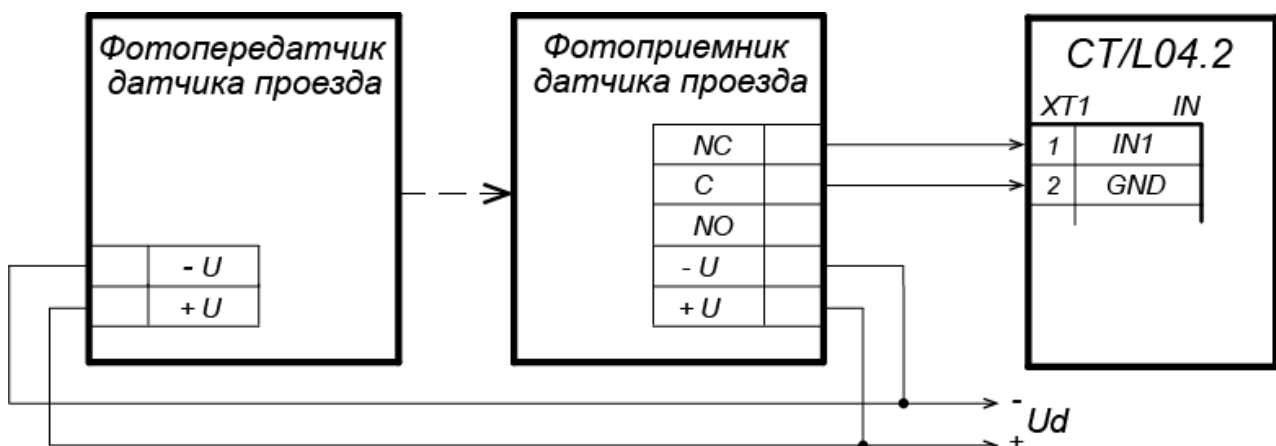 Фотопередатчик
датчика проезда
- U
+ U
Фотоприемник
датчика проезда
NC
C
NO
- U
+ U
CT/L04.2
XT1 IN
1 IN1
2 GND
-
Ud
+